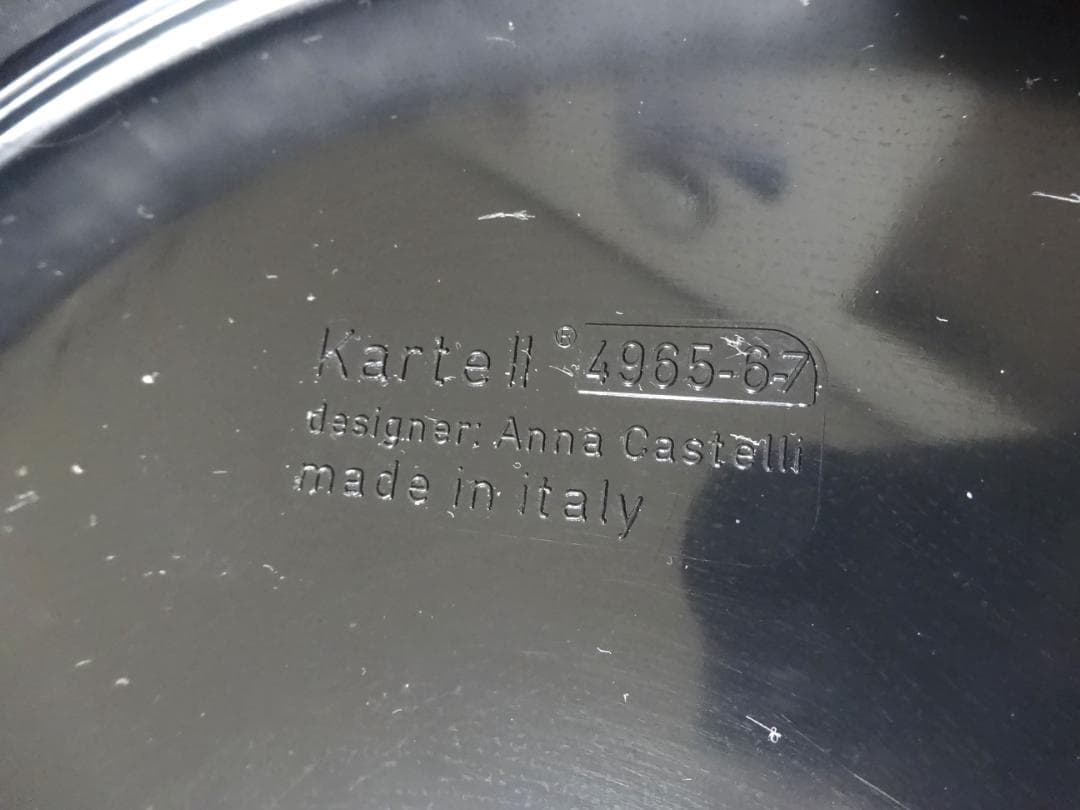 Kartell® 4965-6-7
designer: Anna Castelli
made in italy